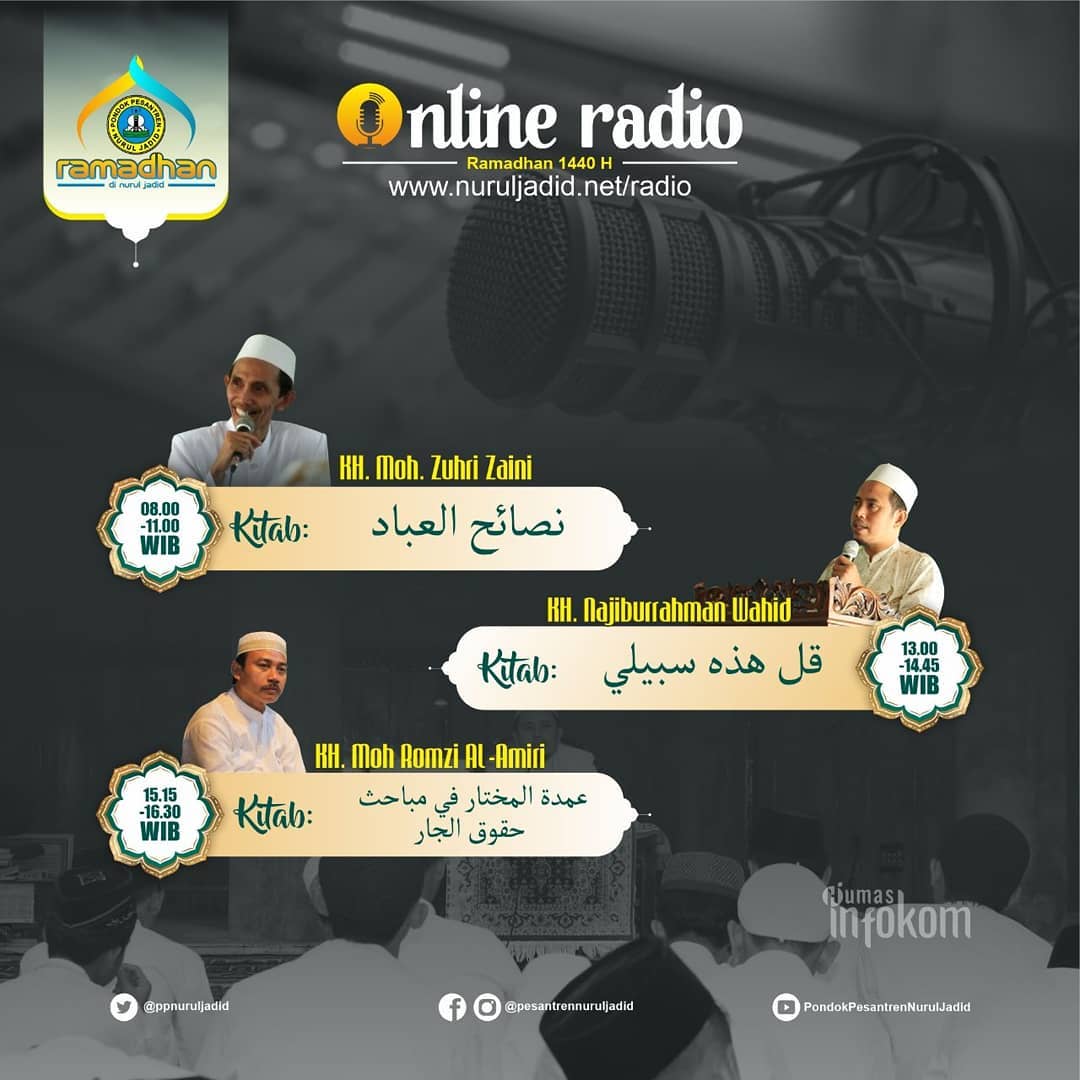 PONDOK PESANTREN
NURUL JADID
ramadhan
di nurul jadid
Online radio
Ramadhan 1440 H
www.nuruljadid.net/radio
KH. Moh. Zuhri Zaini
08.00
-11.00
WIB
Kitab: نصائح العباد
KH. Najiburrahman Wahid
Kitab: قل هذه سبيلي
13.00
-14.45
WIB
KH. Moh Romzi Al-Amiri
15.15
-16.30
WIB
Kitab: عمدة المختار في مباحث
حقوق الجار
Humas
infokom
@ppnuruljadid
@pesantrennuruljadid
PondokPesantrenNurulJadid